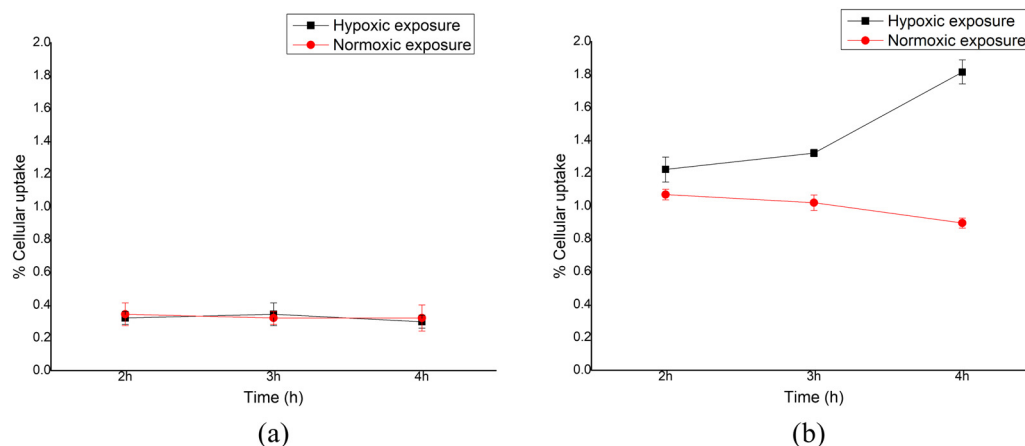 Hypoxic exposure
Normoxic exposure
2.0
1.8
1.6
1.4
1.2
1.0
0.8
0.6
0.4
0.2
0.0
% Cellular uptake
2h 3h 4h
Time (h)
(a)
Hypoxic exposure
Normoxic exposure
2.0
1.8
1.6
1.4
1.2
1.0
0.8
0.6
0.4
0.2
0.0
% Cellular uptake
2h 3h 4h
Time (h)
(b)